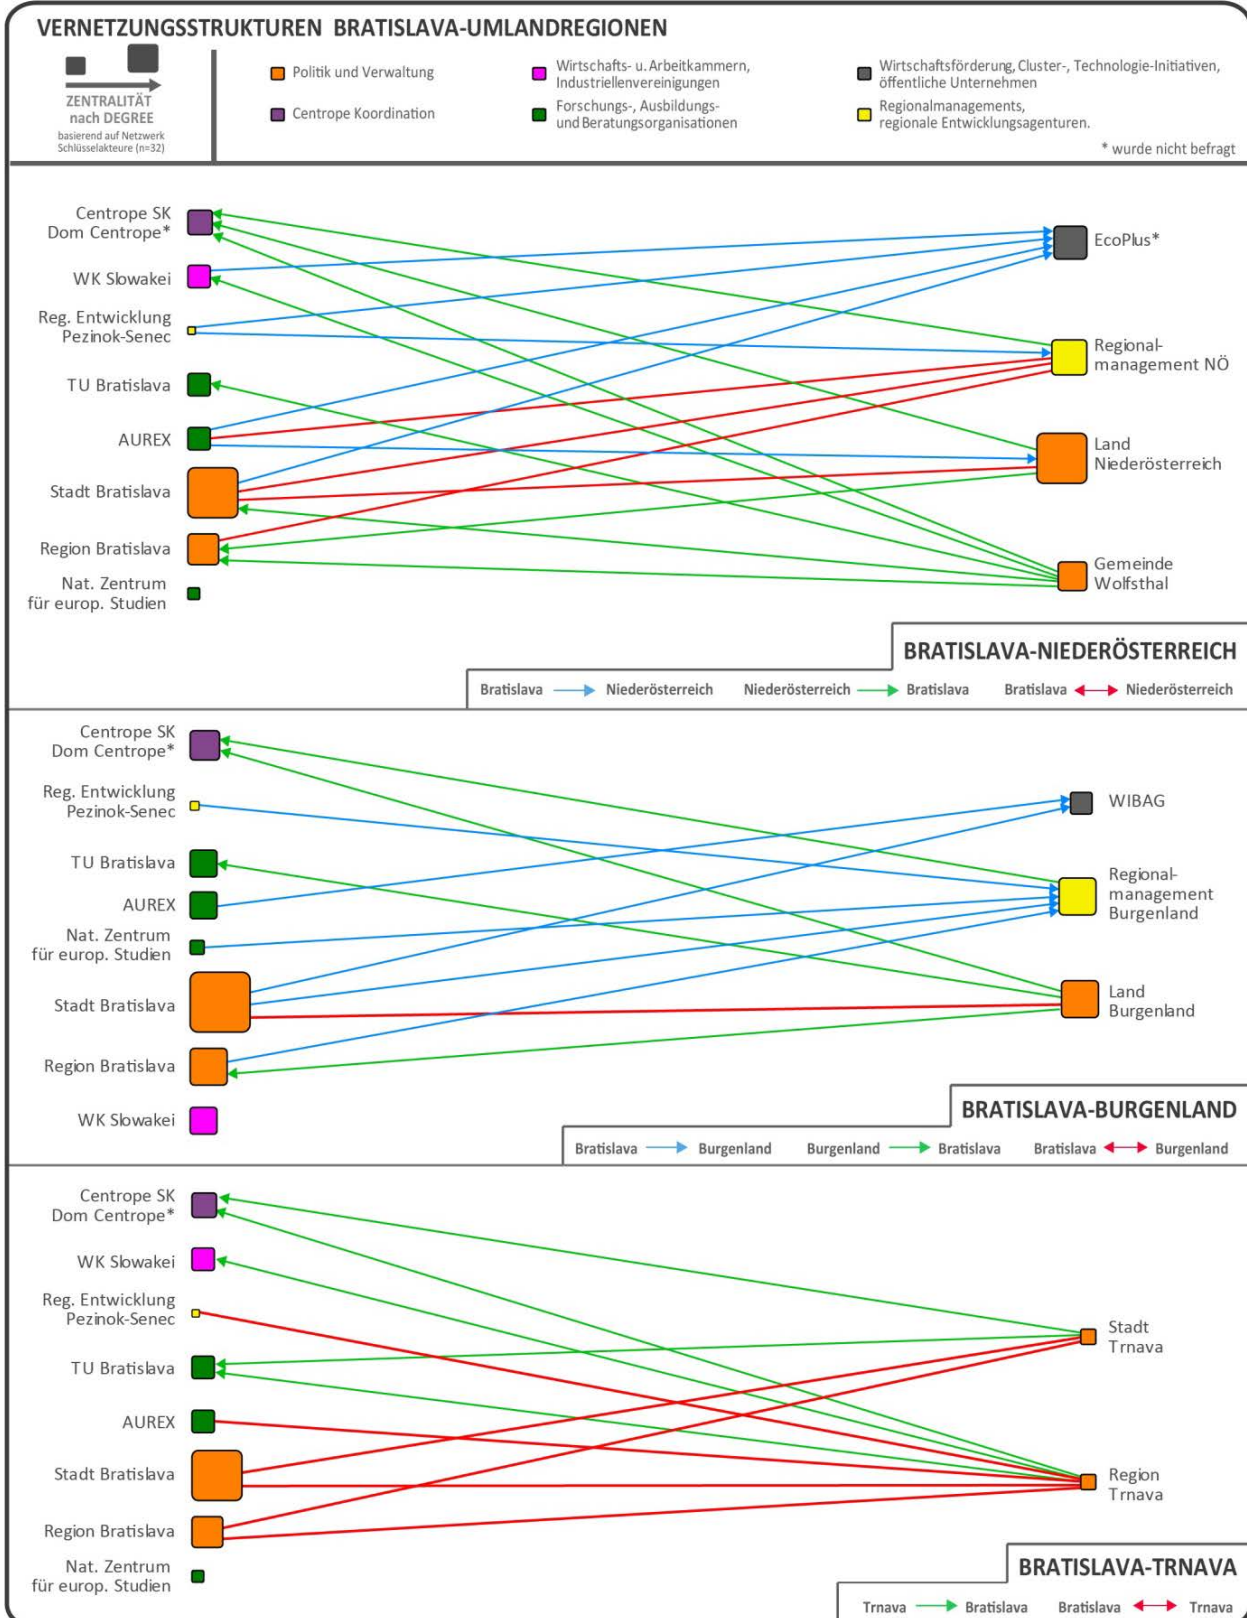 VERNETZUNGSSTRUKTUREN BRATISLAVA-UMLANDREGIONEN
ZENTRALITÄT
nach DEGREE
basierend auf Netzwerk
Schlüsselakteure (n=32)
Politik und Verwaltung
Centrope Koordination
Wirtschafts- u. Arbeitkammern,
Industriellenvereinigungen
Forschungs-, Ausbildungs-
und Beratungsorganisationen
Wirtschaftsförderung, Cluster-, Technologie-Initiativen,
öffentliche Unternehmen
Regionalmanagements,
regionale Entwicklungsagenturen.
* wurde nicht befragt
Centrope SK
Dom Centrope*
WK Slowakei
Reg. Entwicklung
Pezinok-Senec
TU Bratislava
AUREX
Stadt Bratislava
Region Bratislava
Nat. Zentrum
für europ. Studien
EcoPlus*
Regional-
management NÖ
Land
Niederösterreich
Gemeinde
Wolfsthal
BRATISLAVA-NIEDERÖSTERREICH
Bratislava Niederösterreich Niederösterreich Bratislava Bratislava Niederösterreich
Centrope SK
Dom Centrope*
Reg. Entwicklung
Pezinok-Senec
TU Bratislava
AUREX
Nat. Zentrum
für europ. Studien
Stadt Bratislava
Region Bratislava
WK Slowakei
WIBAG
Regional-
management
Burgenland
Land
Burgenland
BRATISLAVA-BURGENLAND
Bratislava Burgenland Burgenland Bratislava Bratislava Burgenland
Centrope SK
Dom Centrope*
WK Slowakei
Reg. Entwicklung
Pezinok-Senec
TU Bratislava
AUREX
Stadt Bratislava
Region Bratislava
Nat. Zentrum
für europ. Studien
Stadt
Trnava
Region
Trnava
BRATISLAVA-TRNAVA
Trnava Bratislava Bratislava Trnava